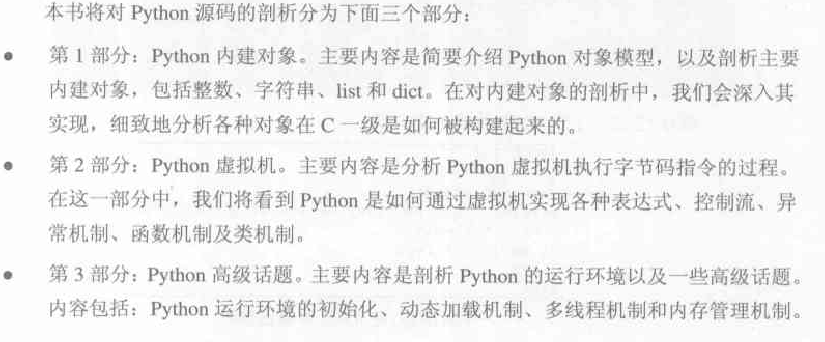 本书将对 Python 源码的剖析分为下面三个部分：
● 第 1 部分：Python 内建对象。主要内容是简要介绍 Python 对象模型，以及剖析主要
内建对象，包括整数、字符串、list 和 dict。在对内建对象的剖析中，我们会深入其
实现，细致地分析各种对象在 C 一级是如何被构建起来的。
● 第 2 部分：Python 虚拟机。主要内容是分析 Python 虚拟机执行字节码指令的过程。
在这一部分中，我们将看到 Python 是如何通过虚拟机实现各种表达式、控制流、异
常机制、函数机制及类机制。
● 第 3 部分：Python 高级话题。主要内容是剖析 Python 的运行环境以及一些高级话题。
内容包括：Python 运行环境的初始化、动态加载机制、多线程机制和内存管理机制。